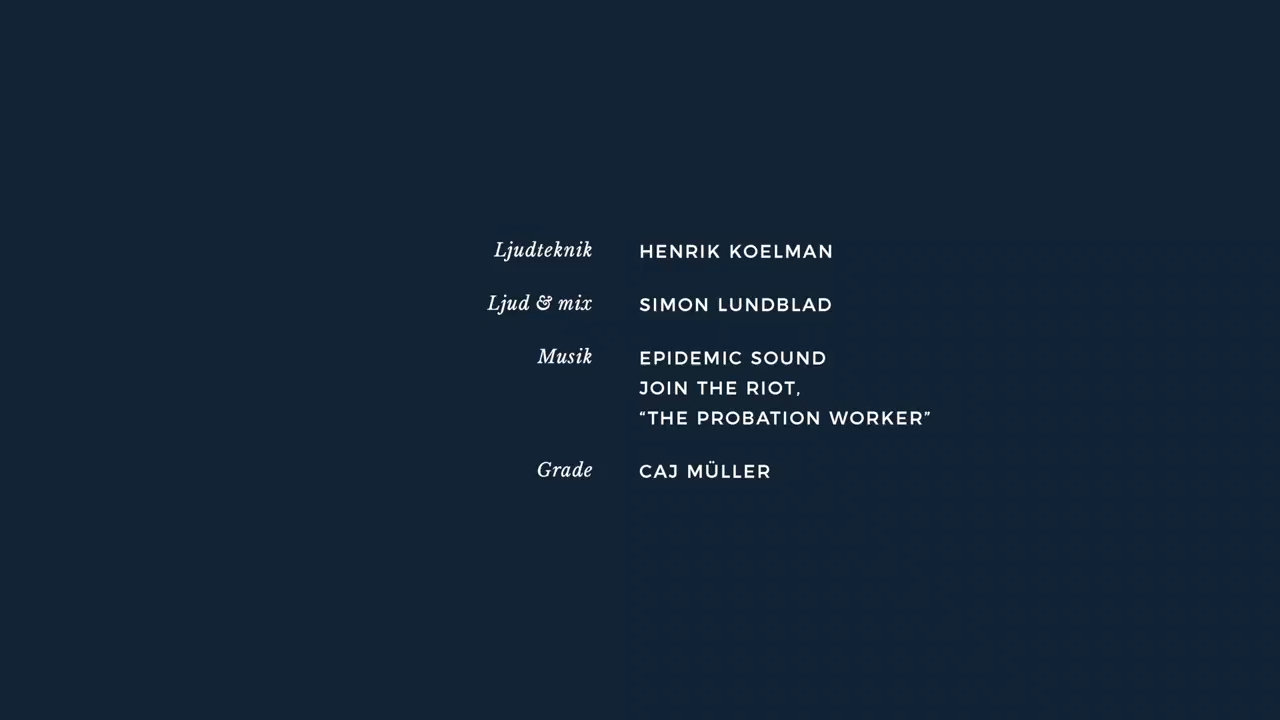 Ljudteknik HENRIK KOELMAN
Ljud & mix SIMON LUNDBLAD
Musik EPIDEMIC SOUND
JOIN THE RIOT,
“THE PROBATION WORKER”
Grade CAJ MÜLLER